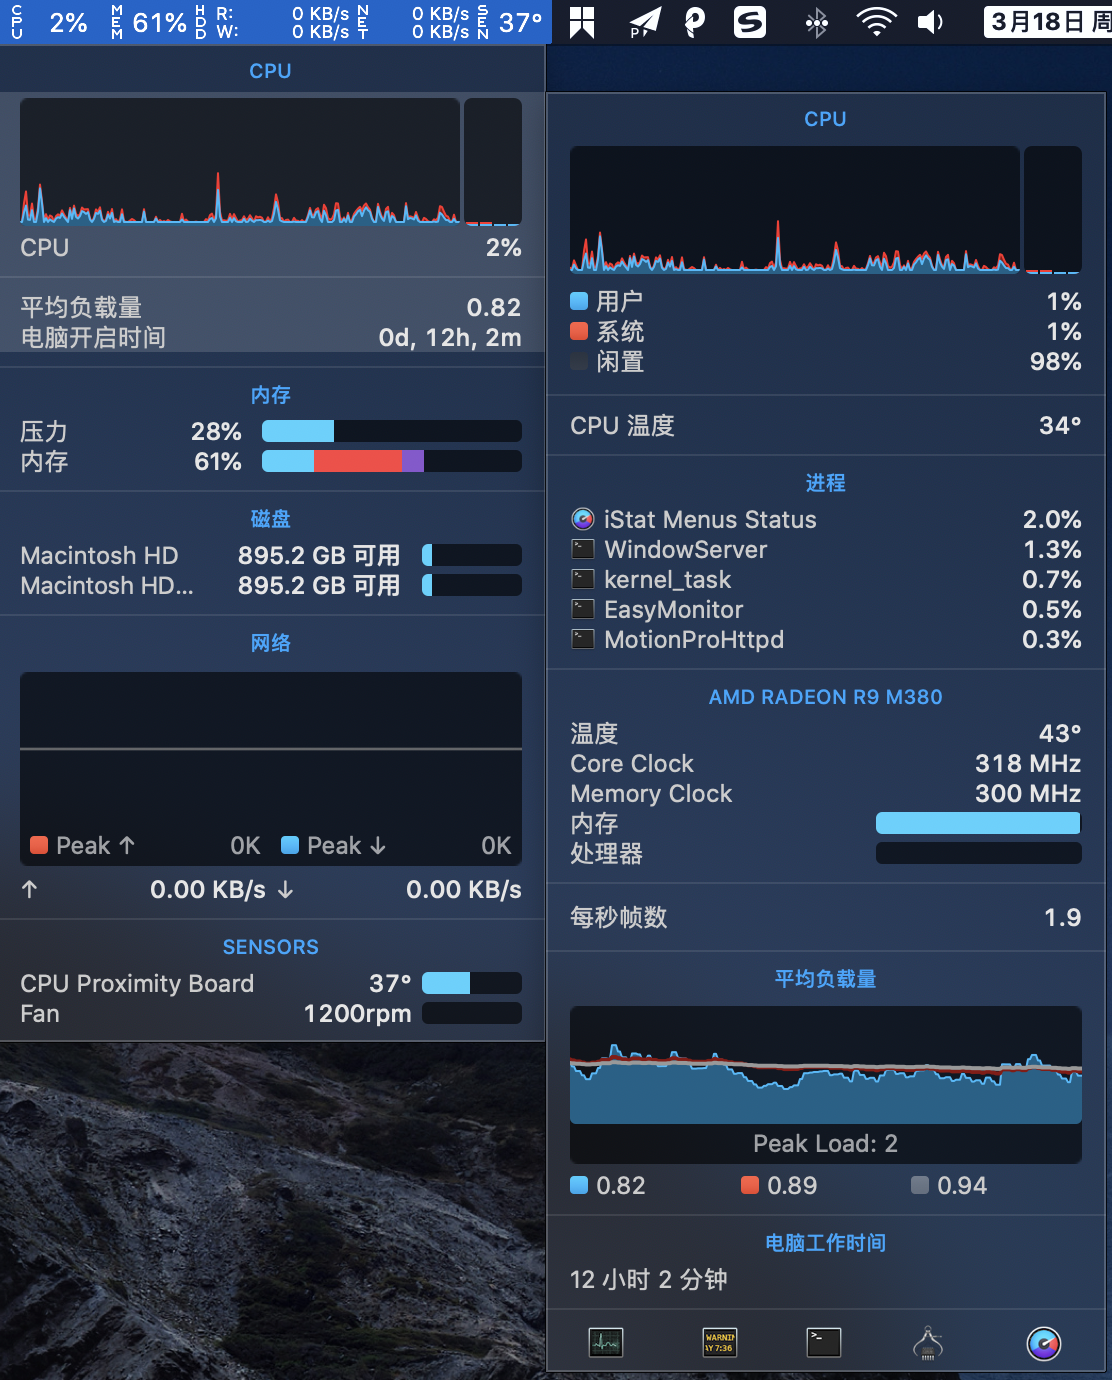 CPU 2% MEM 61% HDD R: 0 KB/s NET 0 KB/s SEN 37°
W: 0 KB/s 0 KB/s
3月18日 周
CPU
CPU 2%
平均负载量 0.82
电脑开启时间 0d, 12h, 2m
内存
压力 28%
内存 61%
磁盘
Macintosh HD 895.2 GB 可用
Macintosh HD... 895.2 GB 可用
网络
Peak ↑ 0K Peak ↓ 0K
↑ 0.00 KB/s ↓ 0.00 KB/s
SENSORS
CPU Proximity Board 37°
Fan 1200rpm
CPU
用户 1%
系统 1%
闲置 98%
CPU 温度 34°
进程
iStat Menus Status 2.0%
WindowServer 1.3%
kernel_task 0.7%
EasyMonitor 0.5%
MotionProHttpd 0.3%
AMD RADEON R9 M380
温度 43°
Core Clock 318 MHz
Memory Clock 300 MHz
内存
处理器
每秒帧数 1.9
平均负载量
Peak Load: 2
0.82 0.89 0.94
电脑工作时间
12 小时 2 分钟
WARNIN
AY 7:36